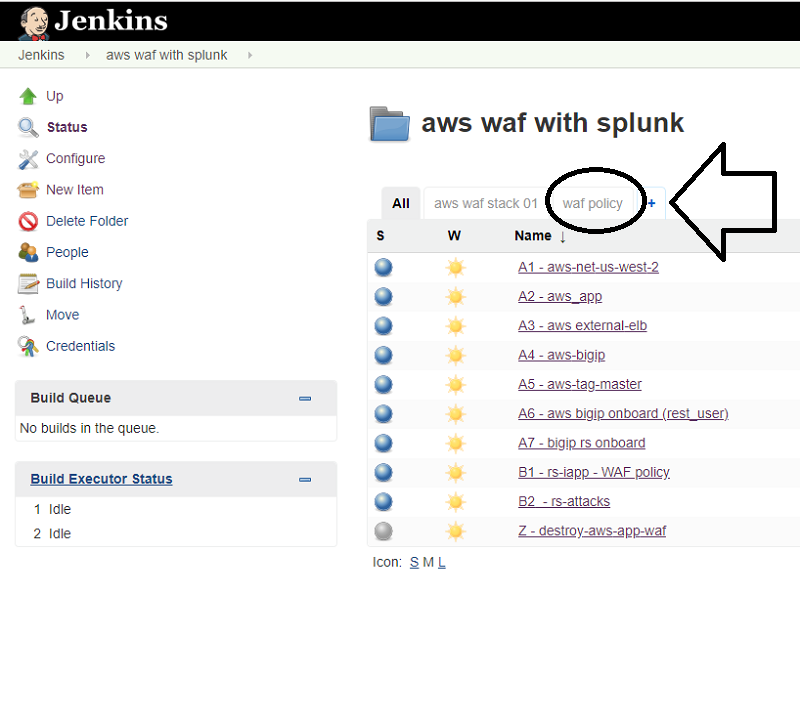 Jenkins
Jenkins aws waf with splunk
Up
Status
Configure
New Item
Delete Folder
People
Build History
Move
Credentials
Build Queue
No builds in the queue.
Build Executor Status
1 Idle
2 Idle
aws waf with splunk
All aws waf stack 01 waf policy +
S W Name ↓
A1 - aws-net-us-west-2
A2 - aws_app
A3 - aws external-elb
A4 - aws-bigip
A5 - aws-tag-master
A6 - aws bigip onboard (rest_user)
A7 - bigip rs onboard
B1 - rs-iapp - WAF policy
B2 - rs-attacks
Z - destroy-aws-app-waf
Icon: S M L